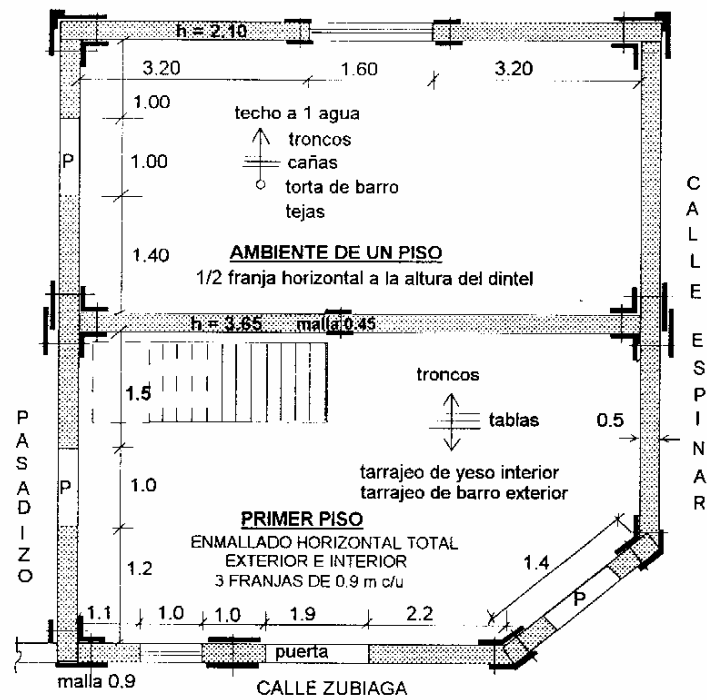 h = 2.10
3.20
1.60
3.20
1.00
techo a 1 agua
troncos
P
1.00
cañas
torta de barro
tejas
1.40
AMBIENTE DE UN PISO
1/2 franja horizontal a la altura del dintel
h = 3.65
malla 0.45
CALLE ESPINAR
troncos
1.5
tablas
0.5
PASADIZO
P
1.0
tarrajeo de yeso interior
tarrajeo de barro exterior
PRIMER PISO
ENMALLADO HORIZONTAL TOTAL
EXTERIOR E INTERIOR
3 FRANJAS DE 0.9 m c/u
1.2
1.4
P
1.1
1.0
1.0
1.9
2.2
puerta
malla 0.9
CALLE ZUBIAGA